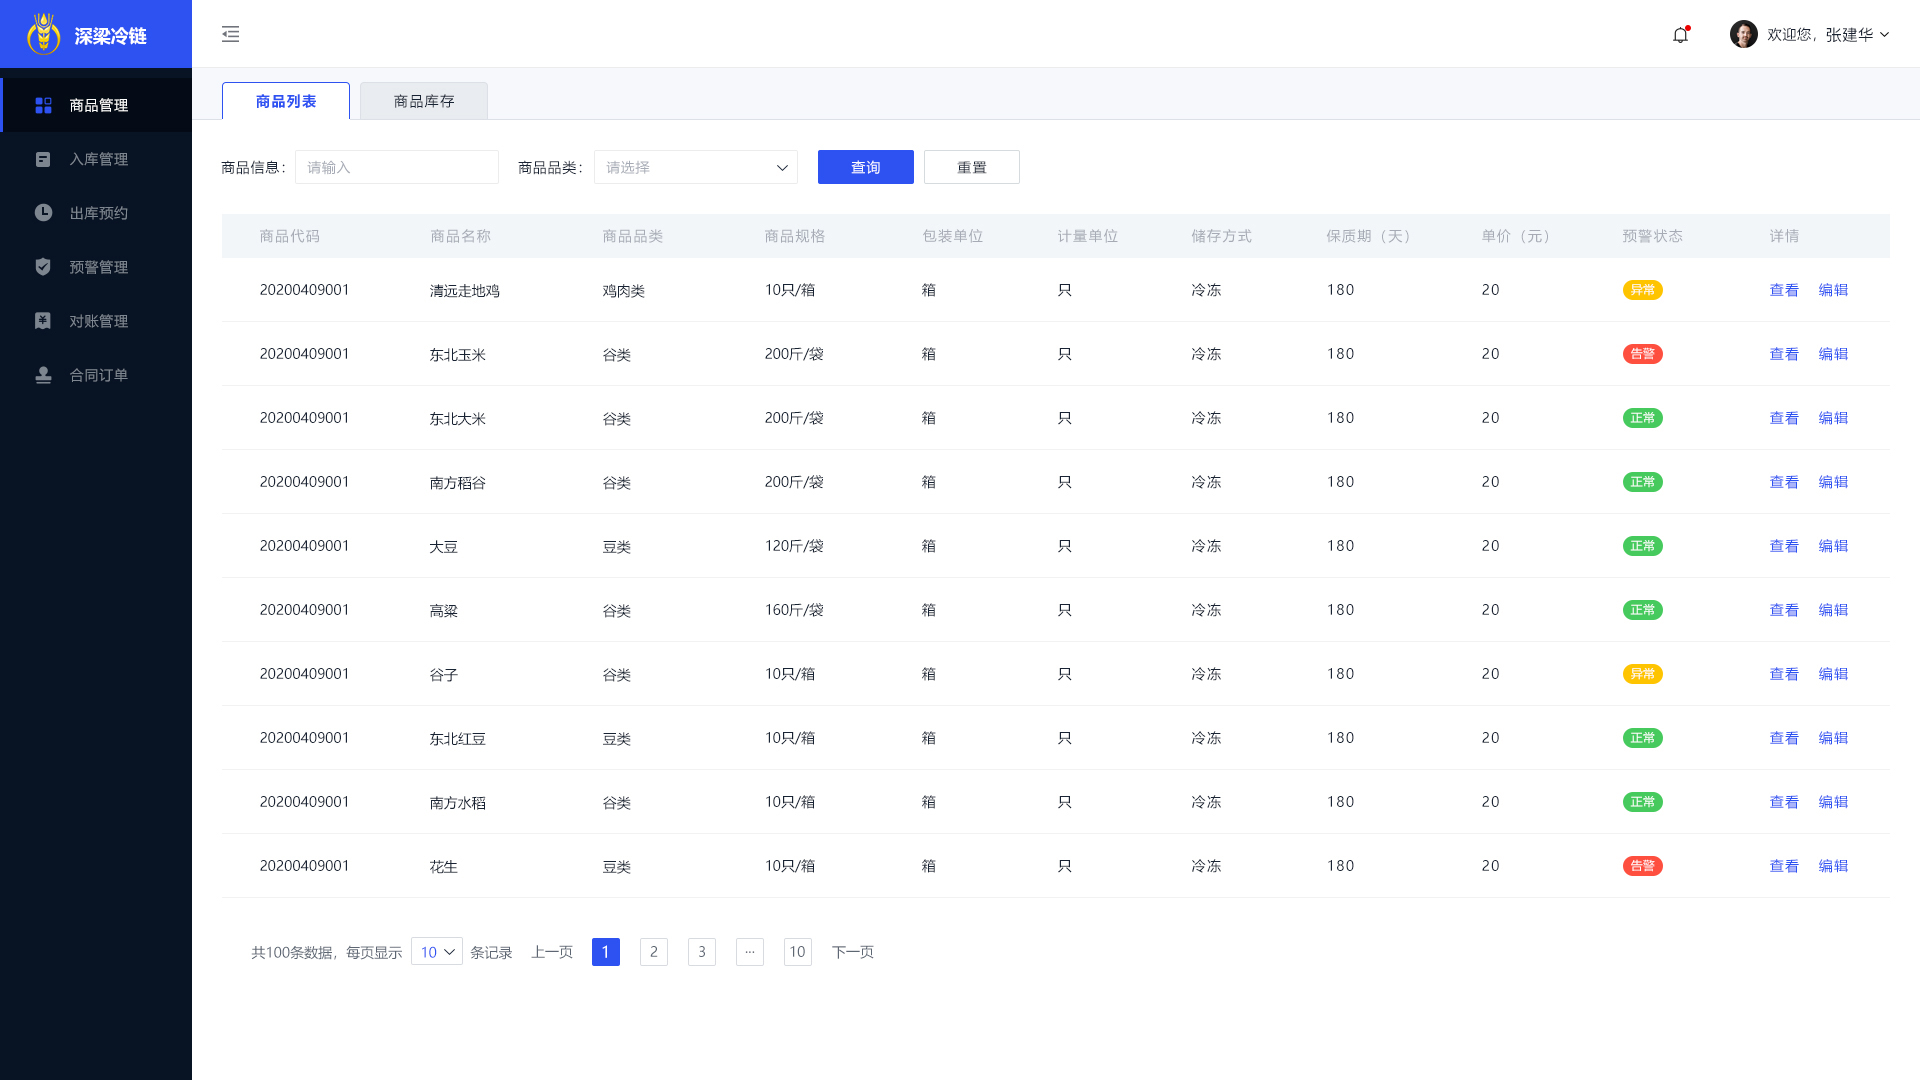 深梁冷链
欢迎您，张建华
商品管理
入库管理
出库预约
预警管理
对账管理
合同订单
商品列表 商品库存
商品信息： 请输入 商品品类： 请选择 查询 重置
商品代码 商品名称 商品品类 商品规格 包装单位 计量单位 储存方式 保质期（天） 单价（元） 预警状态 详情
20200409001 清远走地鸡 鸡肉类 10只/箱 箱 只 冷冻 180 20 异常 查看 编辑
20200409001 东北玉米 谷类 200斤/袋 箱 只 冷冻 180 20 告警 查看 编辑
20200409001 东北大米 谷类 200斤/袋 箱 只 冷冻 180 20 正常 查看 编辑
20200409001 南方稻谷 谷类 200斤/袋 箱 只 冷冻 180 20 正常 查看 编辑
20200409001 大豆 豆类 120斤/袋 箱 只 冷冻 180 20 正常 查看 编辑
20200409001 高粱 谷类 160斤/袋 箱 只 冷冻 180 20 正常 查看 编辑
20200409001 谷子 谷类 10只/箱 箱 只 冷冻 180 20 异常 查看 编辑
20200409001 东北红豆 豆类 10只/箱 箱 只 冷冻 180 20 正常 查看 编辑
20200409001 南方水稻 谷类 10只/箱 箱 只 冷冻 180 20 正常 查看 编辑
20200409001 花生 豆类 10只/箱 箱 只 冷冻 180 20 告警 查看 编辑
共100条数据，每页显示 10 条记录 上一页 1 2 3 ... 10 下一页